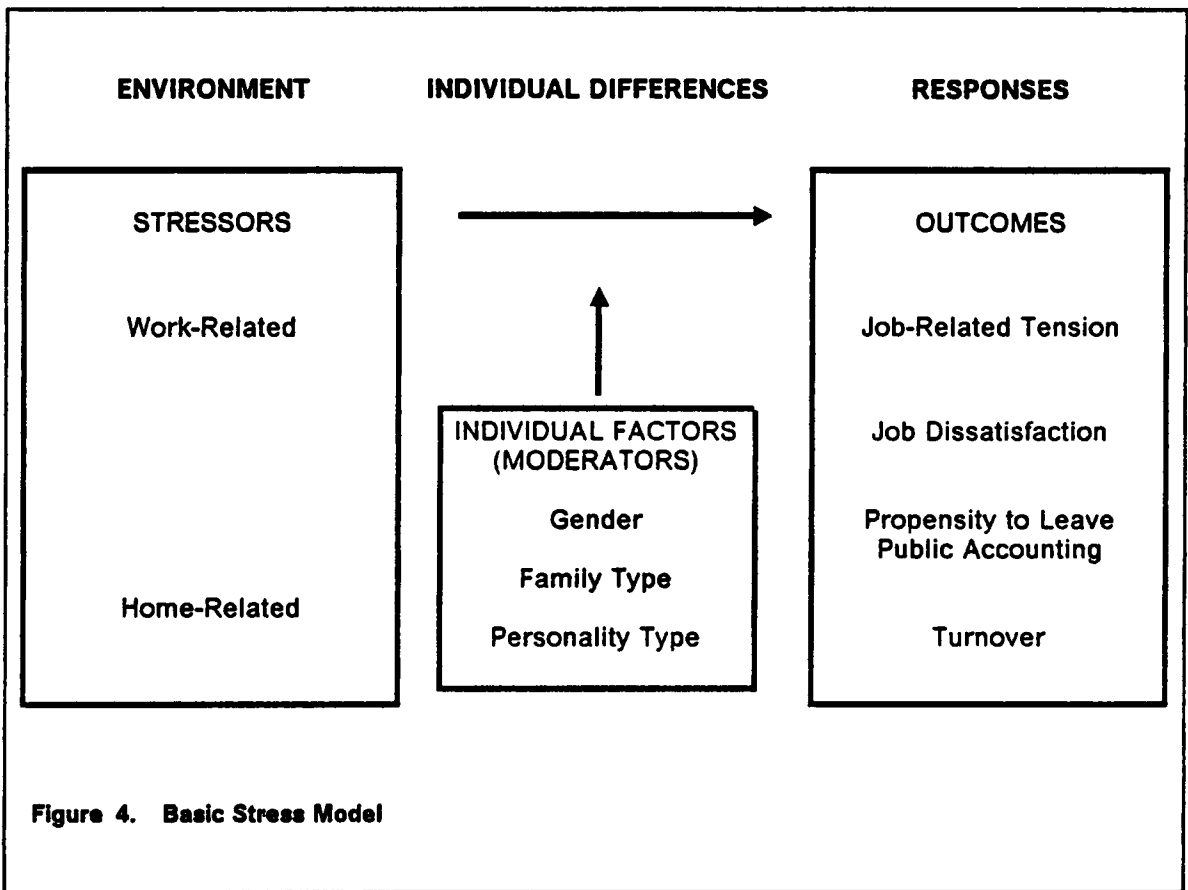 ENVIRONMENT
INDIVIDUAL DIFFERENCES
RESPONSES
STRESSORS
Work-Related
Home-Related
INDIVIDUAL FACTORS
(MODERATORS)
Gender
Family Type
Personality Type
OUTCOMES
Job-Related Tension
Job Dissatisfaction
Propensity to Leave
Public Accounting
Turnover
Figure 4. Basic Stress Model